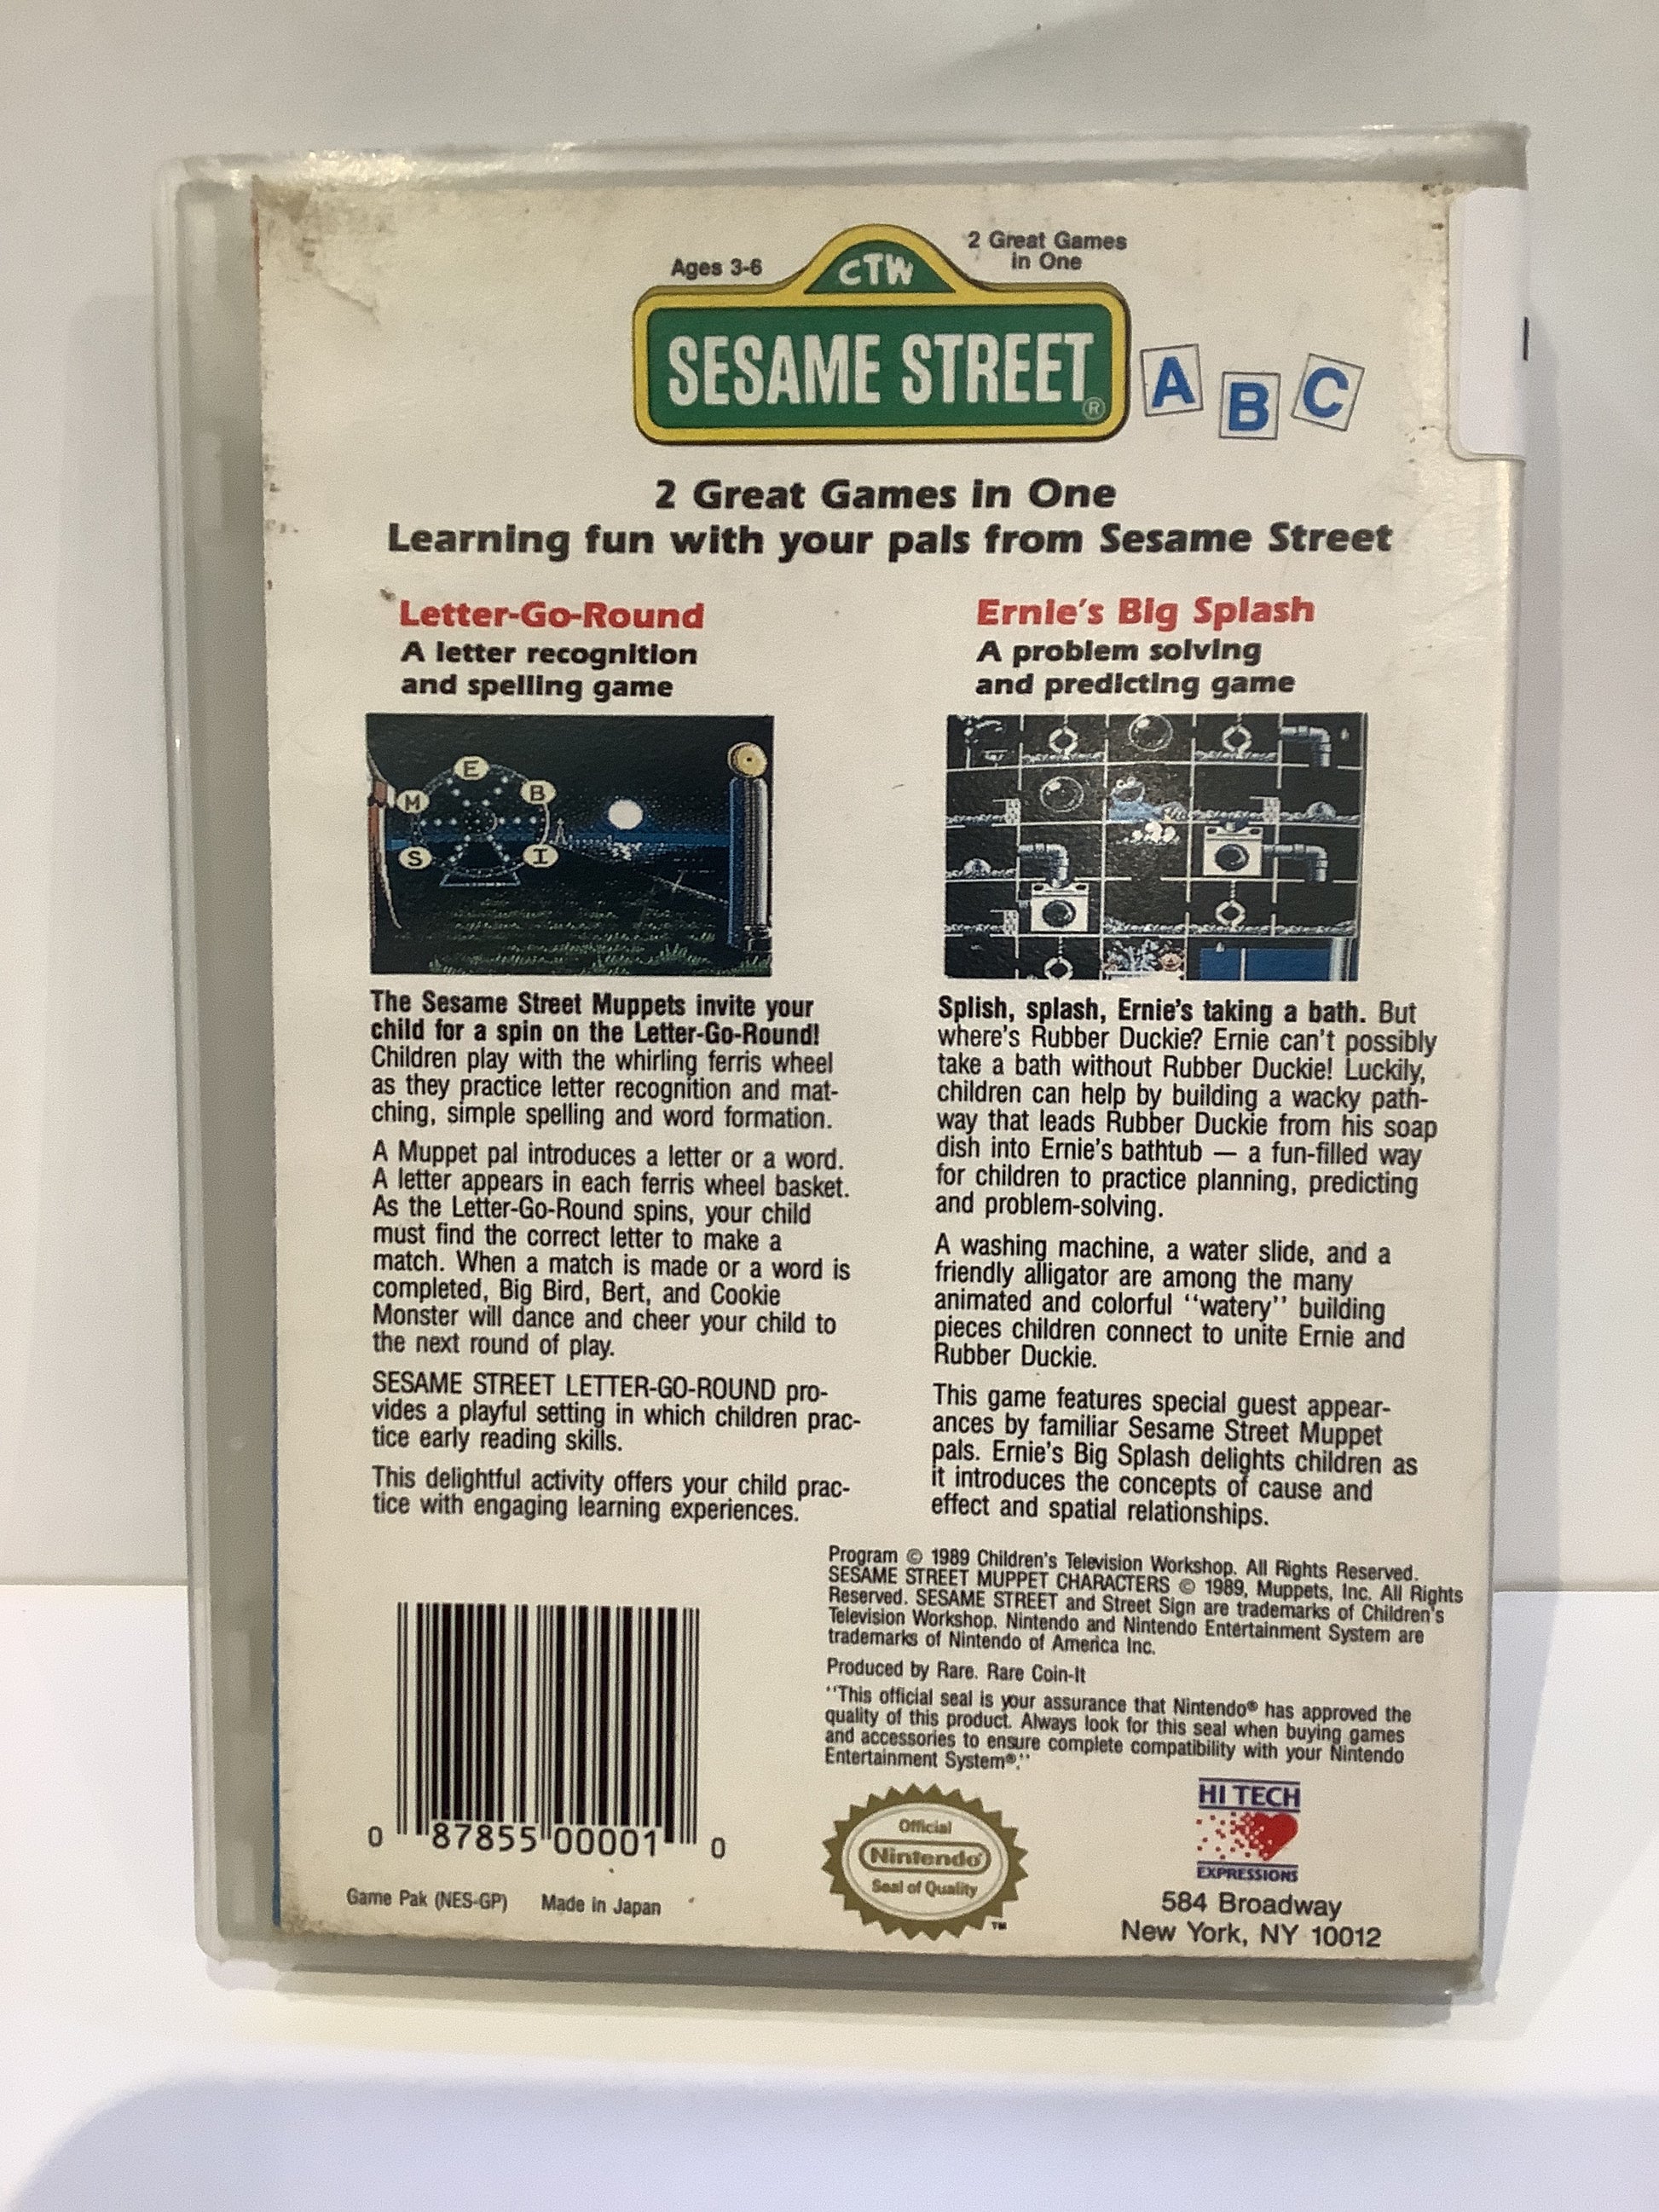 Ages 3-6
CTW
2 Great Games
in One
SESAME STREET®
A B C
2 Great Games in One
Learning fun with your pals from Sesame Street
Letter-Go-Round
A letter recognition
and spelling game
E
M
B
S
I
The Sesame Street Muppets invite your
child for a spin on the Letter-Go-Round!
Children play with the whirling ferris wheel
as they practice letter recognition and mat-
ching, simple spelling and word formation.
A Muppet pal introduces a letter or a word.
A letter appears in each ferris wheel basket.
As the Letter-Go-Round spins, your child
must find the correct letter to make a
match. When a match is made or a word is
completed, Big Bird, Bert, and Cookie
Monster will dance and cheer your child to
the next round of play.
SESAME STREET LETTER-GO-ROUND pro-
vides a playful setting in which children prac-
tice early reading skills.
This delightful activity offers your child prac-
tice with engaging learning experiences.
Ernie's Big Splash
A problem solving
and predicting game
Splish, splash, Ernie's taking a bath. But
where's Rubber Duckie? Ernie can't possibly
take a bath without Rubber Duckie! Luckily,
children can help by building a wacky path-
way that leads Rubber Duckie from his soap
dish into Ernie's bathtub — a fun-filled way
for children to practice planning, predicting
and problem-solving.
A washing machine, a water slide, and a
friendly alligator are among the many
animated and colorful "watery" building
pieces children connect to unite Ernie and
Rubber Duckie.
This game features special guest appear-
ances by familiar Sesame Street Muppet
pals. Ernie's Big Splash delights children as
it introduces the concepts of cause and
effect and spatial relationships.
Program © 1989 Children's Television Workshop. All Rights Reserved.
SESAME STREET MUPPET CHARACTERS © 1989, Muppets, Inc. All Rights
Reserved. SESAME STREET and Street Sign are trademarks of Children's
Television Workshop. Nintendo and Nintendo Entertainment System are
trademarks of Nintendo of America Inc.
Produced by Rare. Rare Coin-It
"This official seal is your assurance that Nintendo® has approved the
quality of this product. Always look for this seal when buying games
and accessories to ensure complete compatibility with your Nintendo
Entertainment System®."
0 87855 00001 0
Game Pak (NES-GP) Made in Japan
Official
Nintendo
Seal of Quality
TM
HI TECH
EXPRESSIONS
584 Broadway
New York, NY 10012